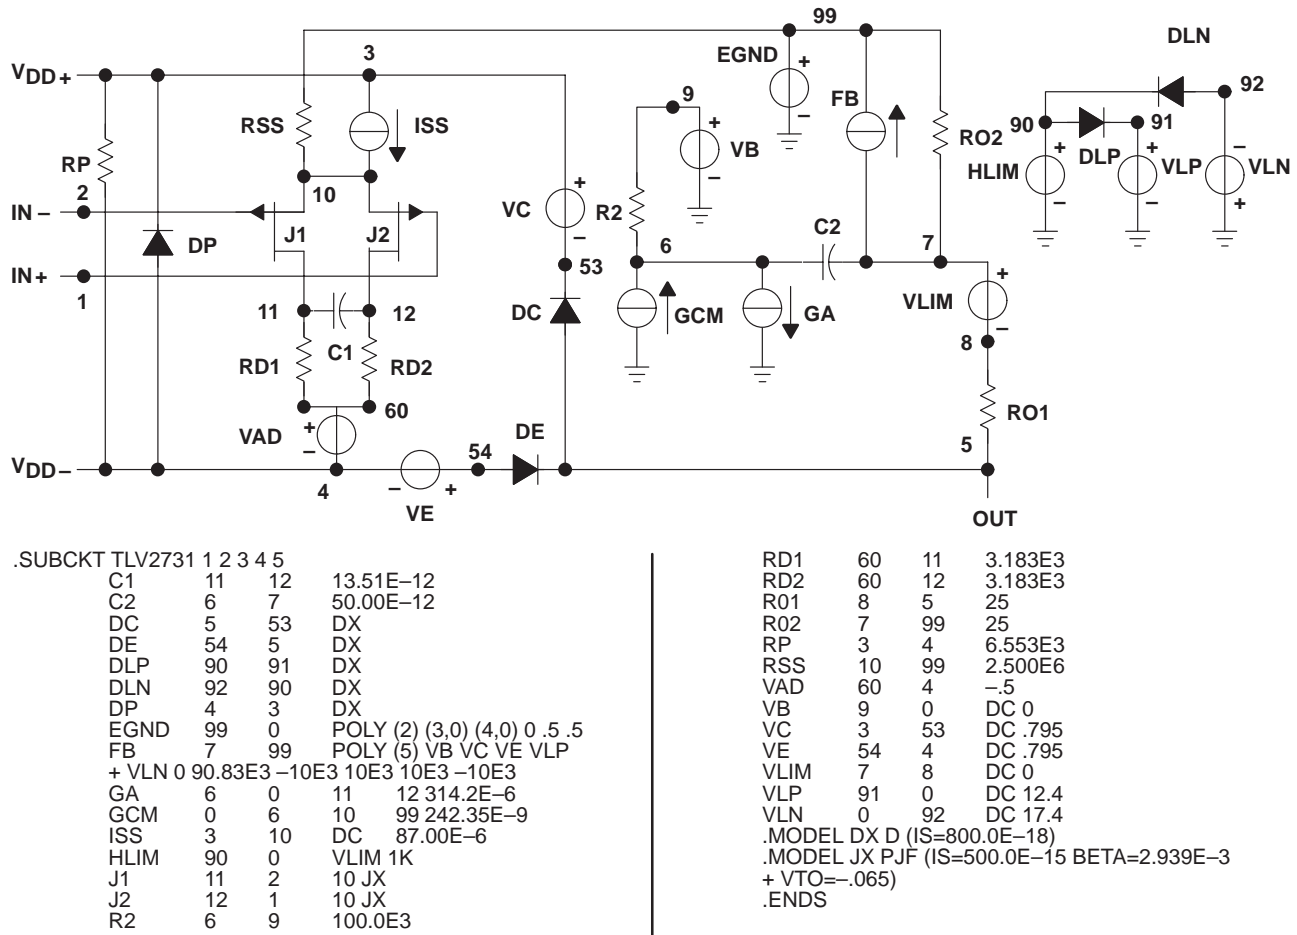 99
DLN
3
VDD+
EGND
+
–
92
9
FB
RSS
ISS
+
–
VB
RO2
90
91
RP
DLP
+
–
HLIM
+
–
VLP
–
+
VLN
10
2
IN–
J1
J2
VC
+
–
R2
C2
DP
6
7
IN+
1
53
11
12
DC
GCM
GA
VLIM
+
–
C1
8
RD1
RD2
60
RO1
VAD
+
–
DE
54
5
VDD–
4
–
+
VE
OUT
.SUBCKT TLV2731 1 2 3 4 5
C1 11 12 13.51E–12
C2 6 7 50.00E–12
DC 5 53 DX
DE 54 5 DX
DLP 90 91 DX
DLN 92 90 DX
DP 4 3 DX
EGND 99 0 POLY (2) (3,0) (4,0) 0 .5 .5
FB 7 99 POLY (5) VB VC VE VLP
+ VLN 0 90.83E3 –10E3 10E3 10E3 –10E3
GA 6 0 11 12 314.2E–6
GCM 0 6 10 99 242.35E–9
ISS 3 10 DC 87.00E–6
HLIM 90 0 VLIM 1K
J1 11 2 10 JX
J2 12 1 10 JX
R2 6 9 100.0E3
RD1 60 11 3.183E3
RD2 60 12 3.183E3
R01 8 5 25
R02 7 99 25
RP 3 4 6.553E3
RSS 10 99 2.500E6
VAD 60 4 –.5
VB 9 0 DC 0
VC 3 53 DC .795
VE 54 4 DC .795
VLIM 7 8 DC 0
VLP 91 0 DC 12.4
VLN 0 92 DC 17.4
.MODEL DX D (IS=800.0E–18)
.MODEL JX PJF (IS=500.0E–15 BETA=2.939E–3
+ VTO=–.065)
.ENDS